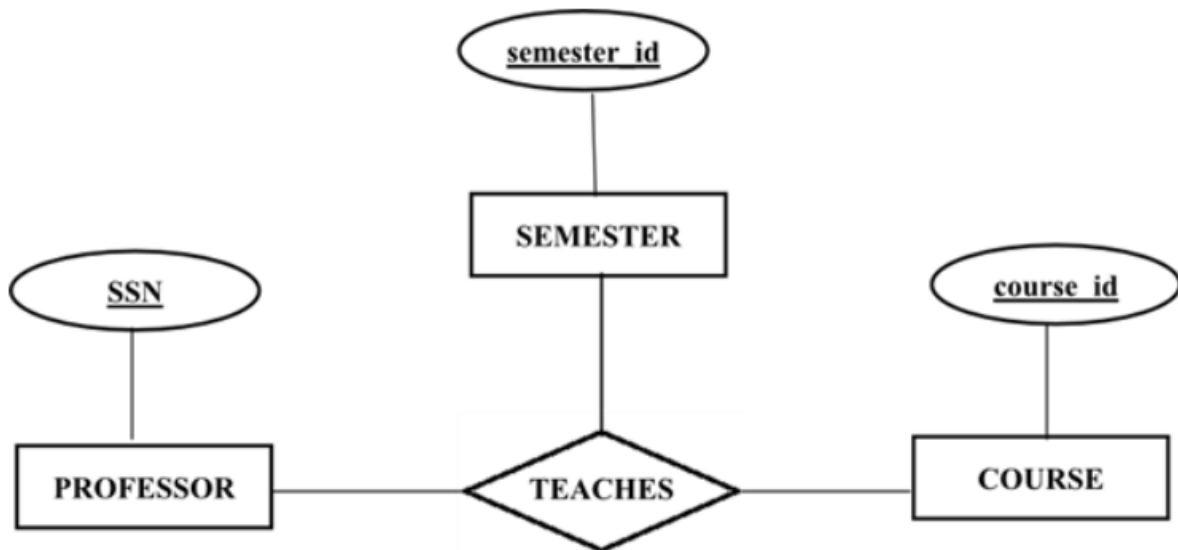 semester_id
SEMESTER
SSN
course_id
PROFESSOR
TEACHES
COURSE